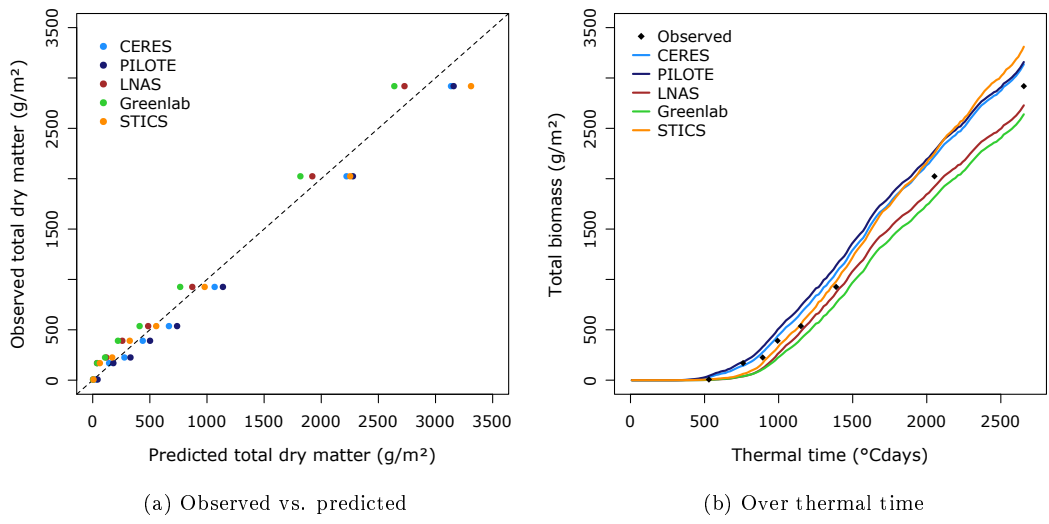 CERES
PILOTE
LNAS
Greenlab
STICS
Observed total dry matter (g/m²)
0 500 1500 2500 3500
0 500 1000 1500 2000 2500 3000 3500
Predicted total dry matter (g/m²)
(a) Observed vs. predicted
Observed
CERES
PILOTE
LNAS
Greenlab
STICS
Total biomass (g/m²)
0 500 1500 2500 3500
0 500 1000 1500 2000 2500
Thermal time (°Cdays)
(b) Over thermal time